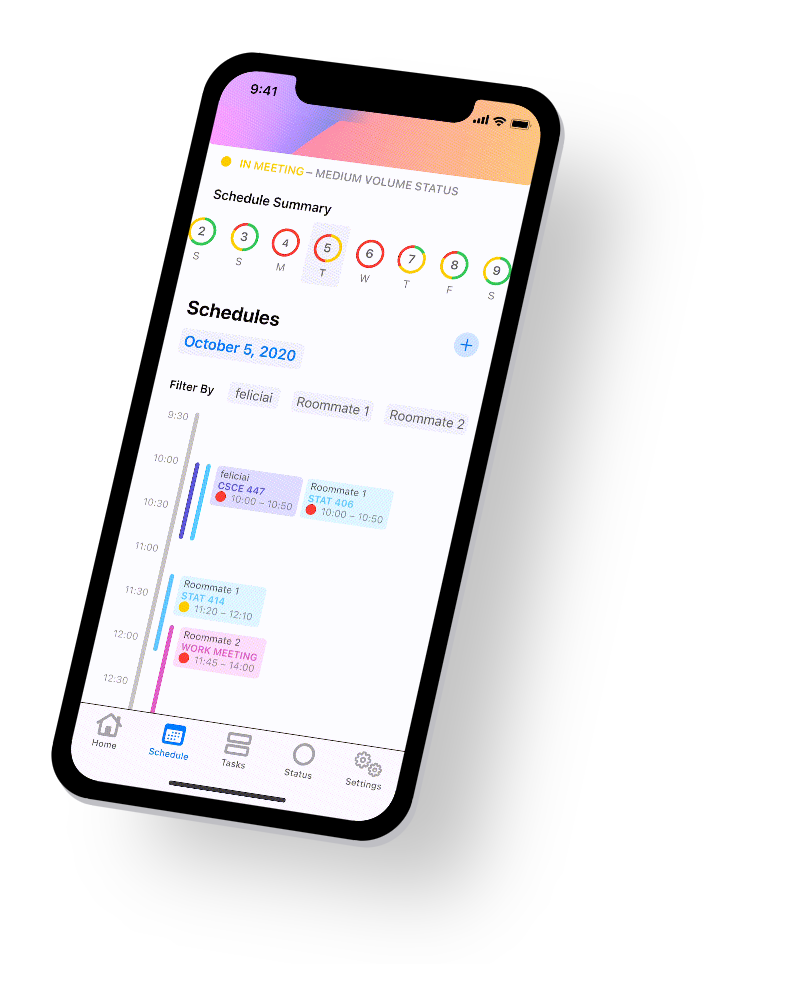 9:41
IN MEETING – MEDIUM VOLUME STATUS
Schedule Summary
2 3 4 5 6 7 8 9
S S M T W T F S
Schedules
October 5, 2020
Filter By feliciai Roommate 1 Roommate 2
9:30
10:00
feliciai
CSCE 447
10:00 – 10:50
Roommate 1
STAT 406
10:00 – 10:50
10:30
11:00
11:30
Roommate 1
STAT 414
11:20 – 12:10
12:00
Roommate 2
WORK MEETING
11:45 – 14:00
12:30
Home Schedule Tasks Status Settings